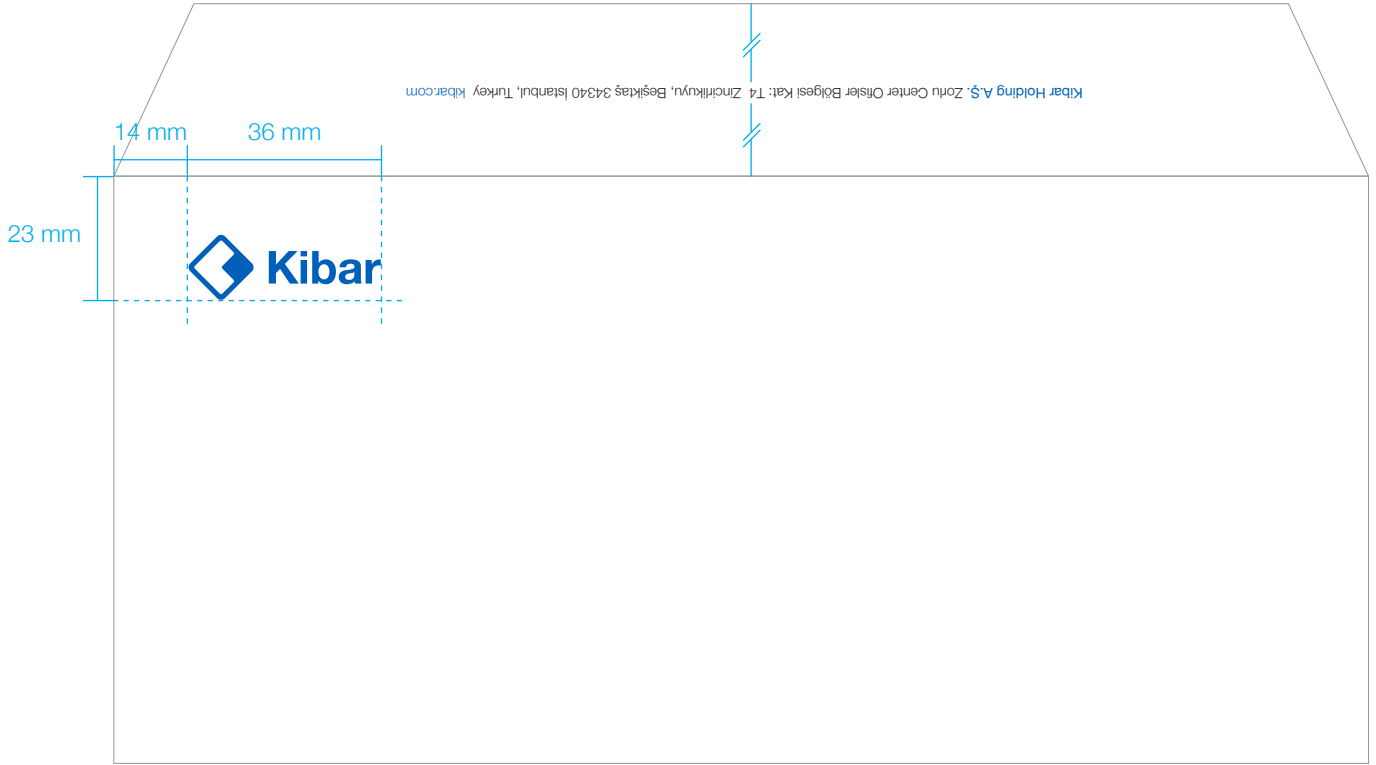 Kibar Holding A.Ş. Zorlu Center Ofisler Bölgesi Kat: T4 Zincirlikuyu, Beşiktaş 34340 İstanbul, Turkey kibar.com
14 mm 36 mm
23 mm
Kibar